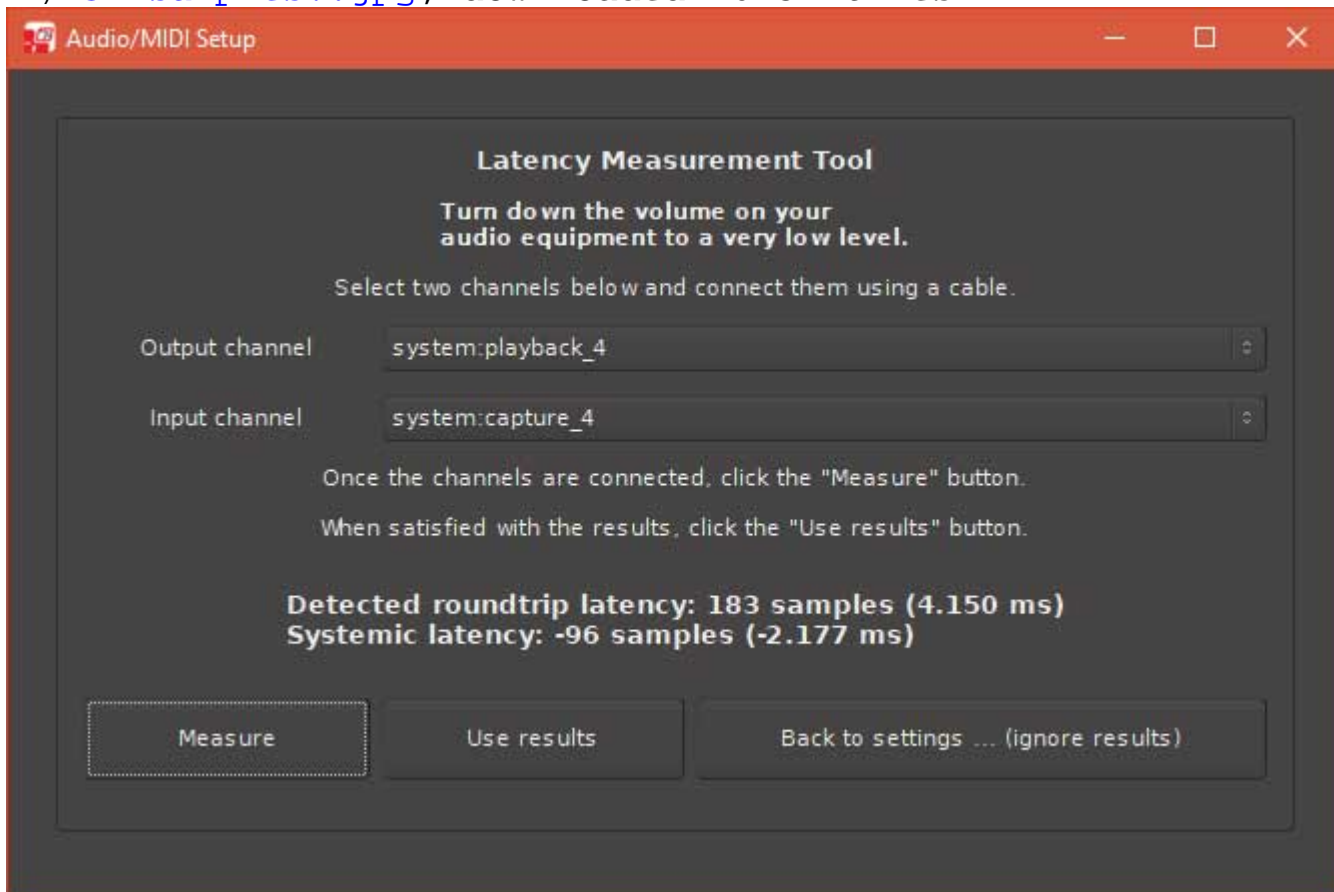 Audio/MIDI Setup
Latency Measurement Tool
Turn down the volume on your
audio equipment to a very low level.
Select two channels below and connect them using a cable.
Output channel system:playback_4
Input channel system:capture_4
Once the channels are connected, click the "Measure" button.
When satisfied with the results, click the "Use results" button.
Detected roundtrip latency: 183 samples (4.150 ms)
Systemic latency: -96 samples (-2.177 ms)
Measure Use results Back to settings ... (ignore results)